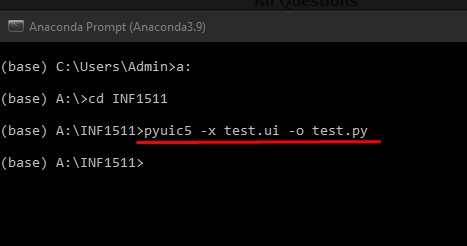 All Questions
Anaconda Prompt (Anaconda3.9)
(base) C:\Users\Admin>a:
(base) A:\>cd INF1511
(base) A:\INF1511>pyuic5 -x test.ui -o test.py
(base) A:\INF1511>